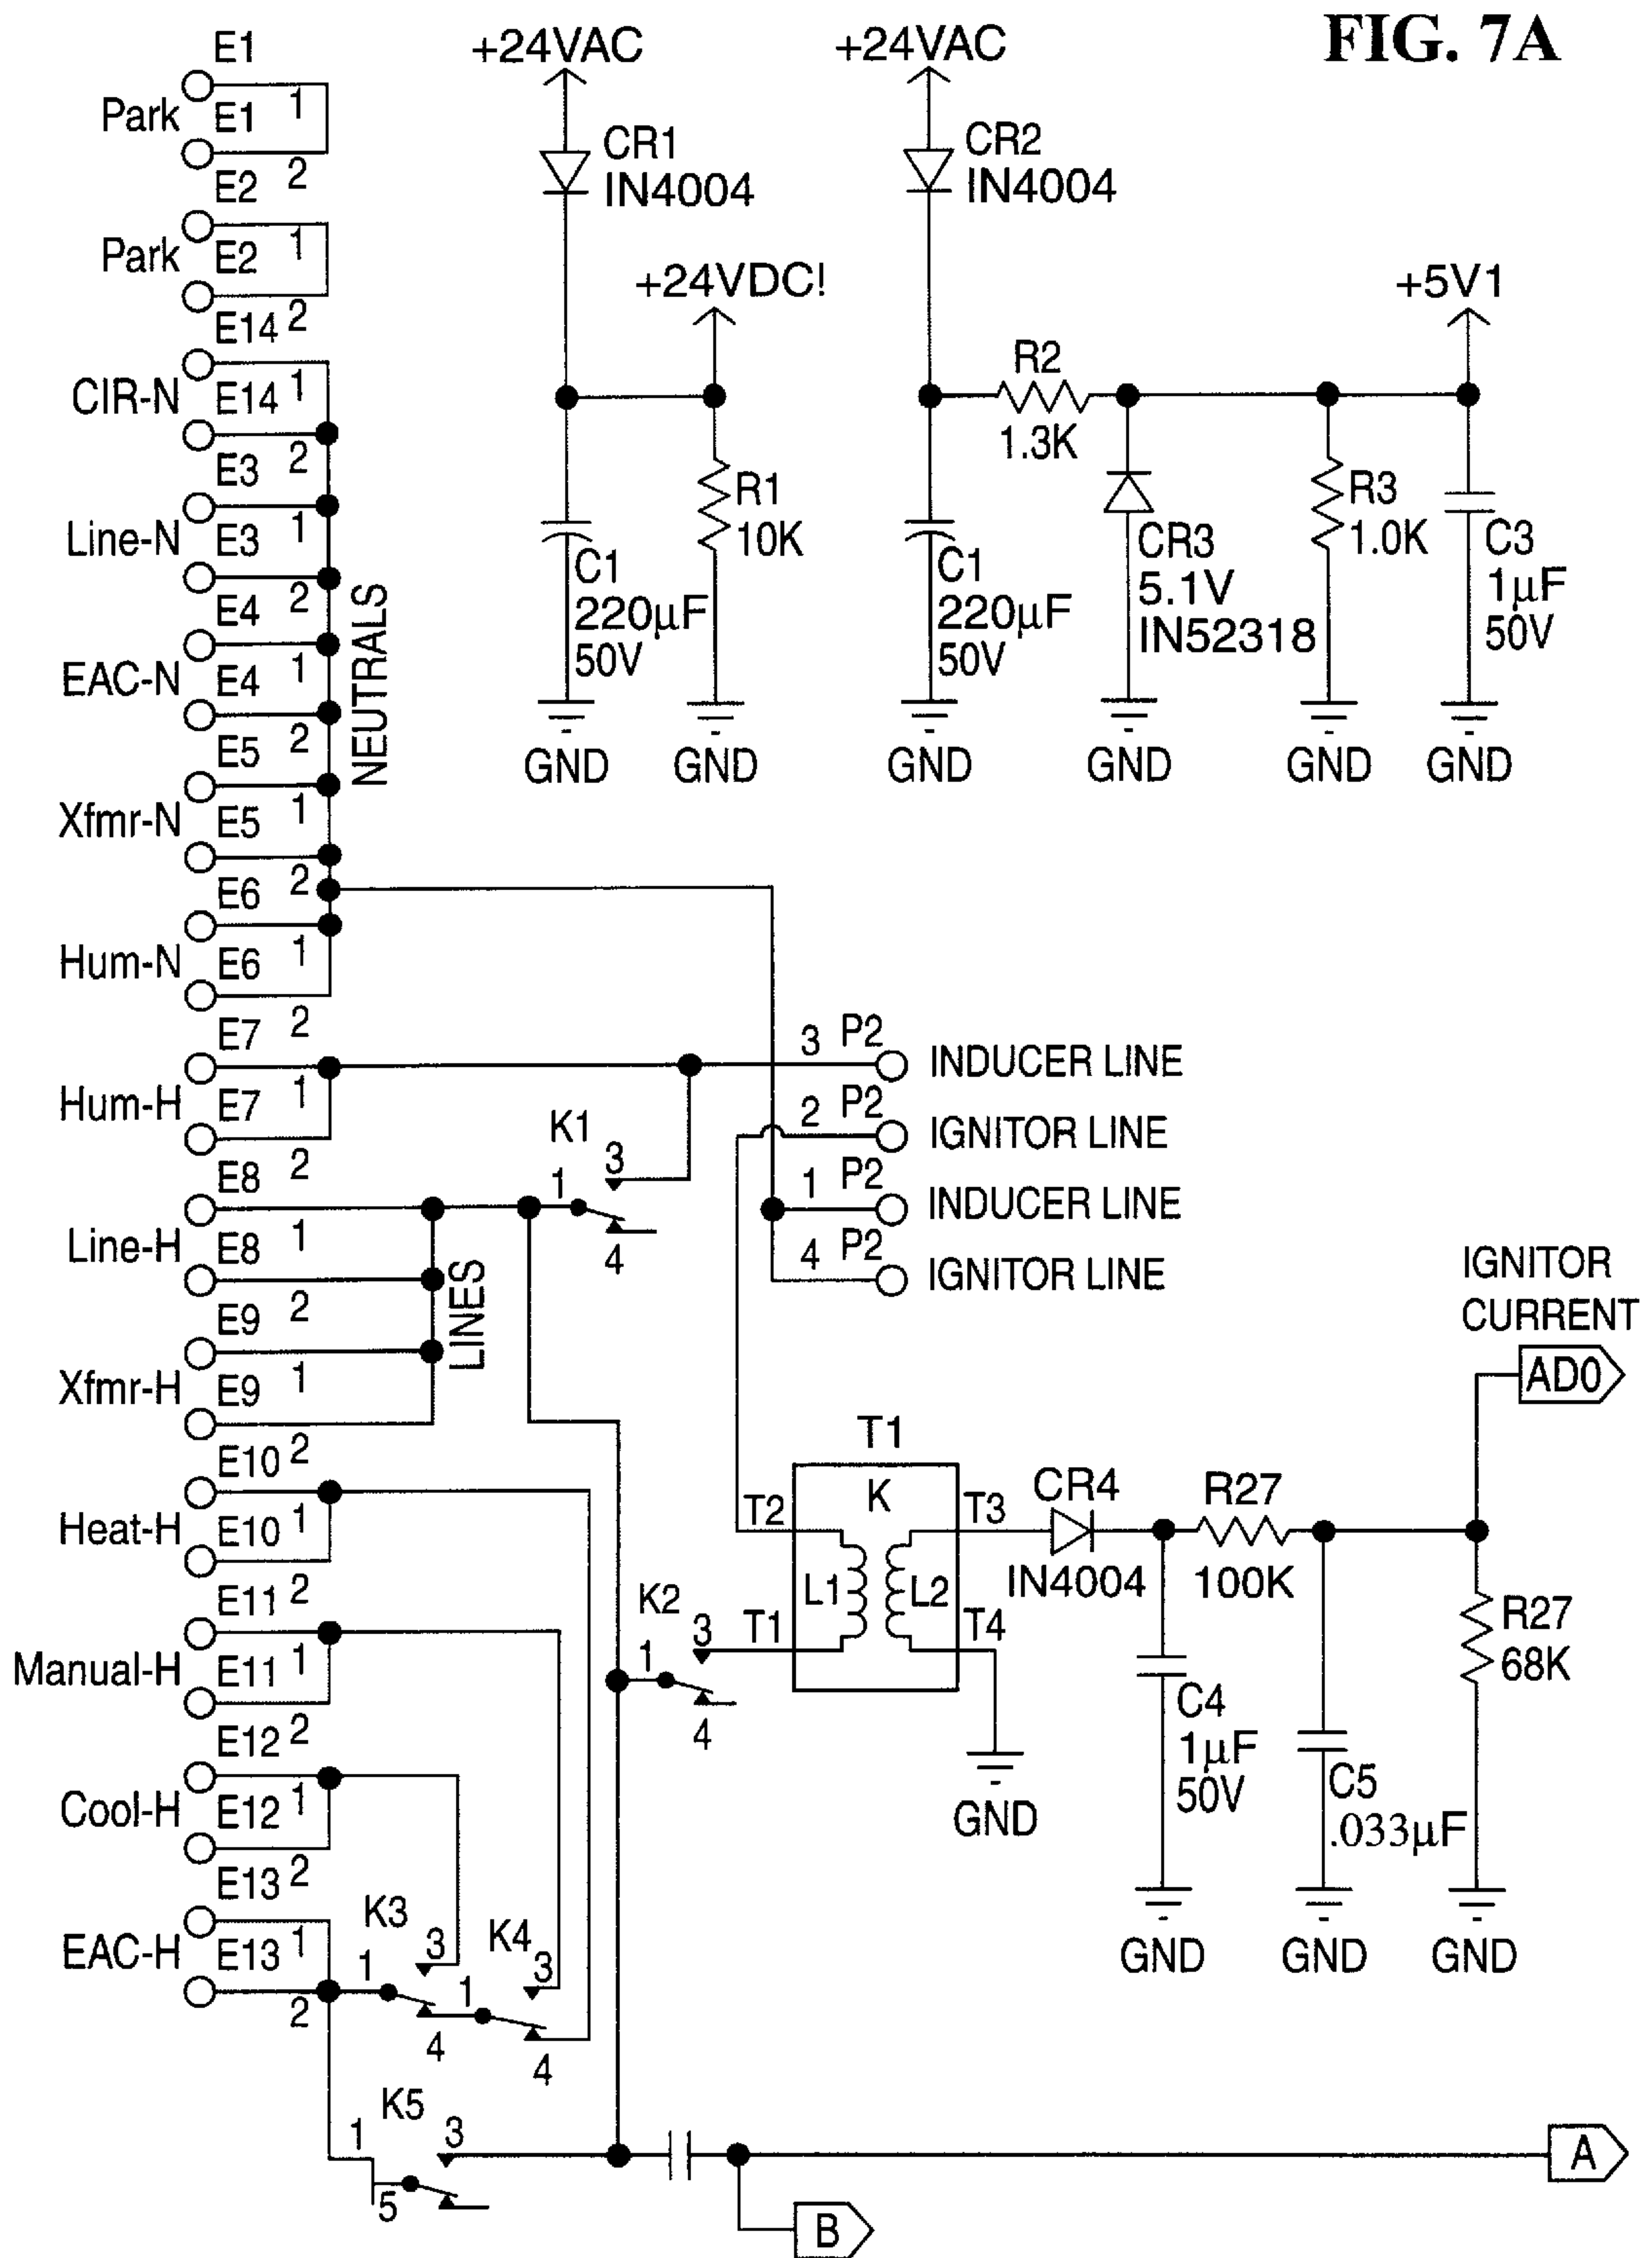 FIG. 7A
+24VAC
+24VAC
E1
Park E1 1
2
E2
Park E2 1
2
E14
CIR-N E14 1
2
E3
Line-N E3 1
2
E4
EAC-N E4 1
2
E5
Xfmr-N E5 1
2
E6
Hum-N E6 1
2
NEUTRALS
CR1
IN4004
+24VDC!
C1
220µF
50V
R1
10K
GND
GND
CR2
IN4004
R2
1.3K
+5V1
C1
220µF
50V
CR3
5.1V
IN52318
R3
1.0K
C3
1µF
50V
GND
GND
GND
GND
E7
Hum-H E7 1
2
E8
Line-H E8 1
2
E9
Xfmr-H E9 1
2
LINES
K1
1
3
4
3 P2 INDUCER LINE
2 P2 IGNITOR LINE
1 P2 INDUCER LINE
4 P2 IGNITOR LINE
IGNITOR
CURRENT
AD0
E10
Heat-H E10 1
2
E11
Manual-H E11 1
2
E12
Cool-H E12 1
2
E13
EAC-H E13 1
2
T1
K
T2
T3
L1
L2
T1
T4
K2
1
3
4
GND
CR4
IN4004
R27
100K
R27
68K
C4
1µF
50V
C5
.033µF
GND
GND
GND
K3
1
3
4
K4
1
3
4
K5
1
3
5
A
B